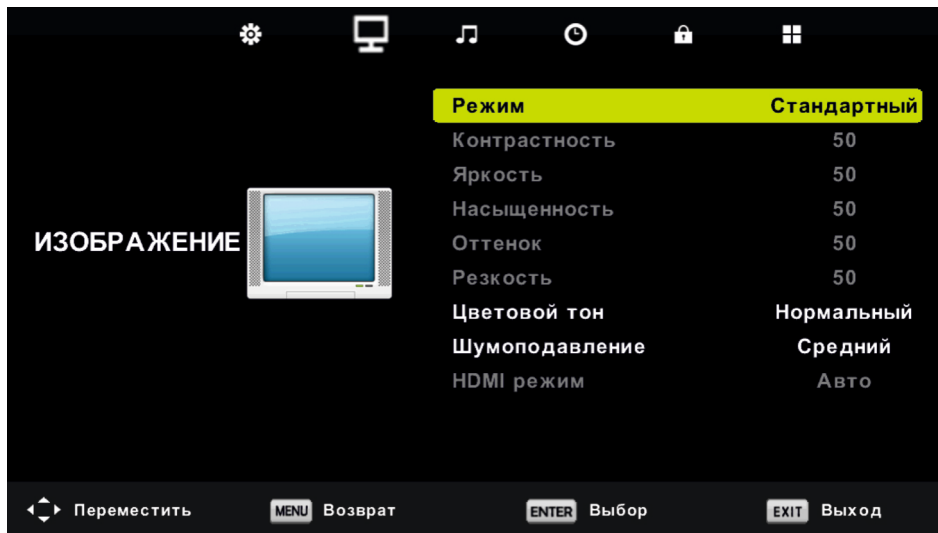 Режим Стандартный
Контрастность 50
Яркость 50
Насыщенность 50
ИЗОБРАЖЕНИЕ
Оттенок 50
Резкость 50
Цветовой тон Нормальный
Шумоподавление Средний
HDMI режим Авто
Переместить MENU Возврат ENTER Выбор EXIT Выход